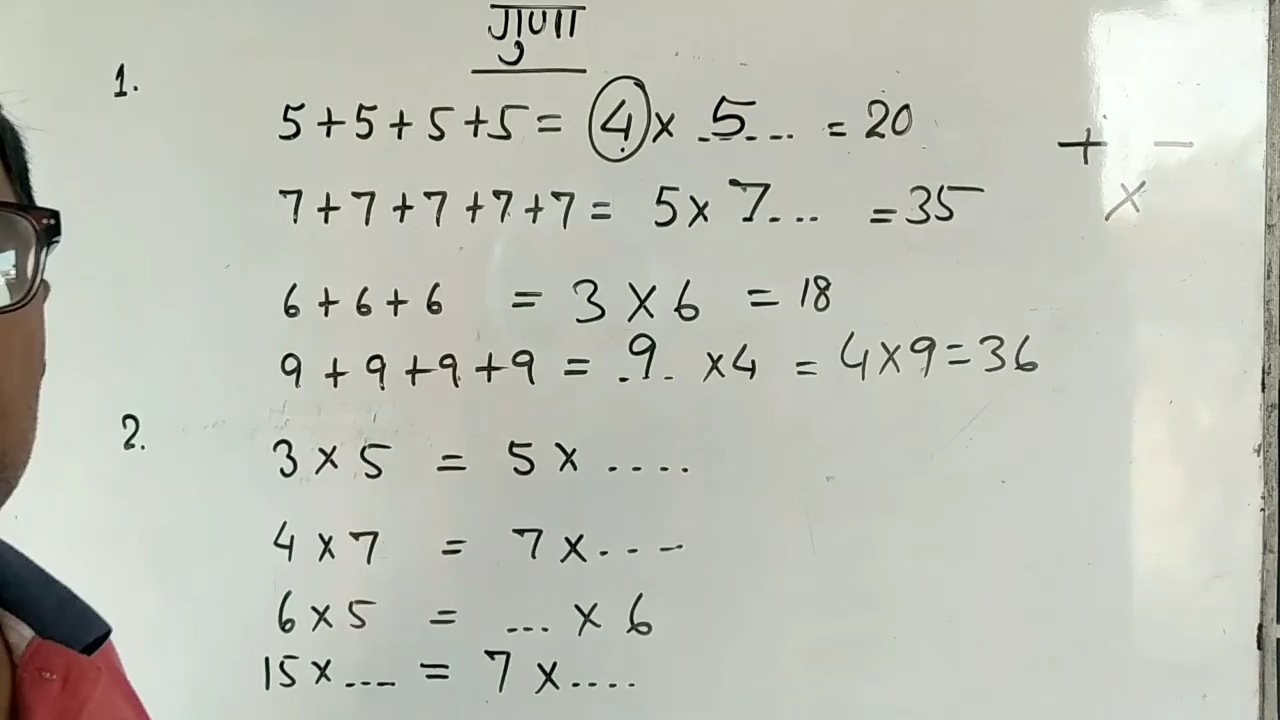 गुणा
1.
5+5+5+5= 4 × .5.... = 20
7+7+7+7+7= 5× 7... =35
6+6+6 = 3 × 6 = 18
9+9+9+9 = .9. ×4 = 4×9=36
+ -
×
2.
3×5 = 5× ....
4×7 = 7×...-
6×5 = ... × 6
15×--- = 7 ×....